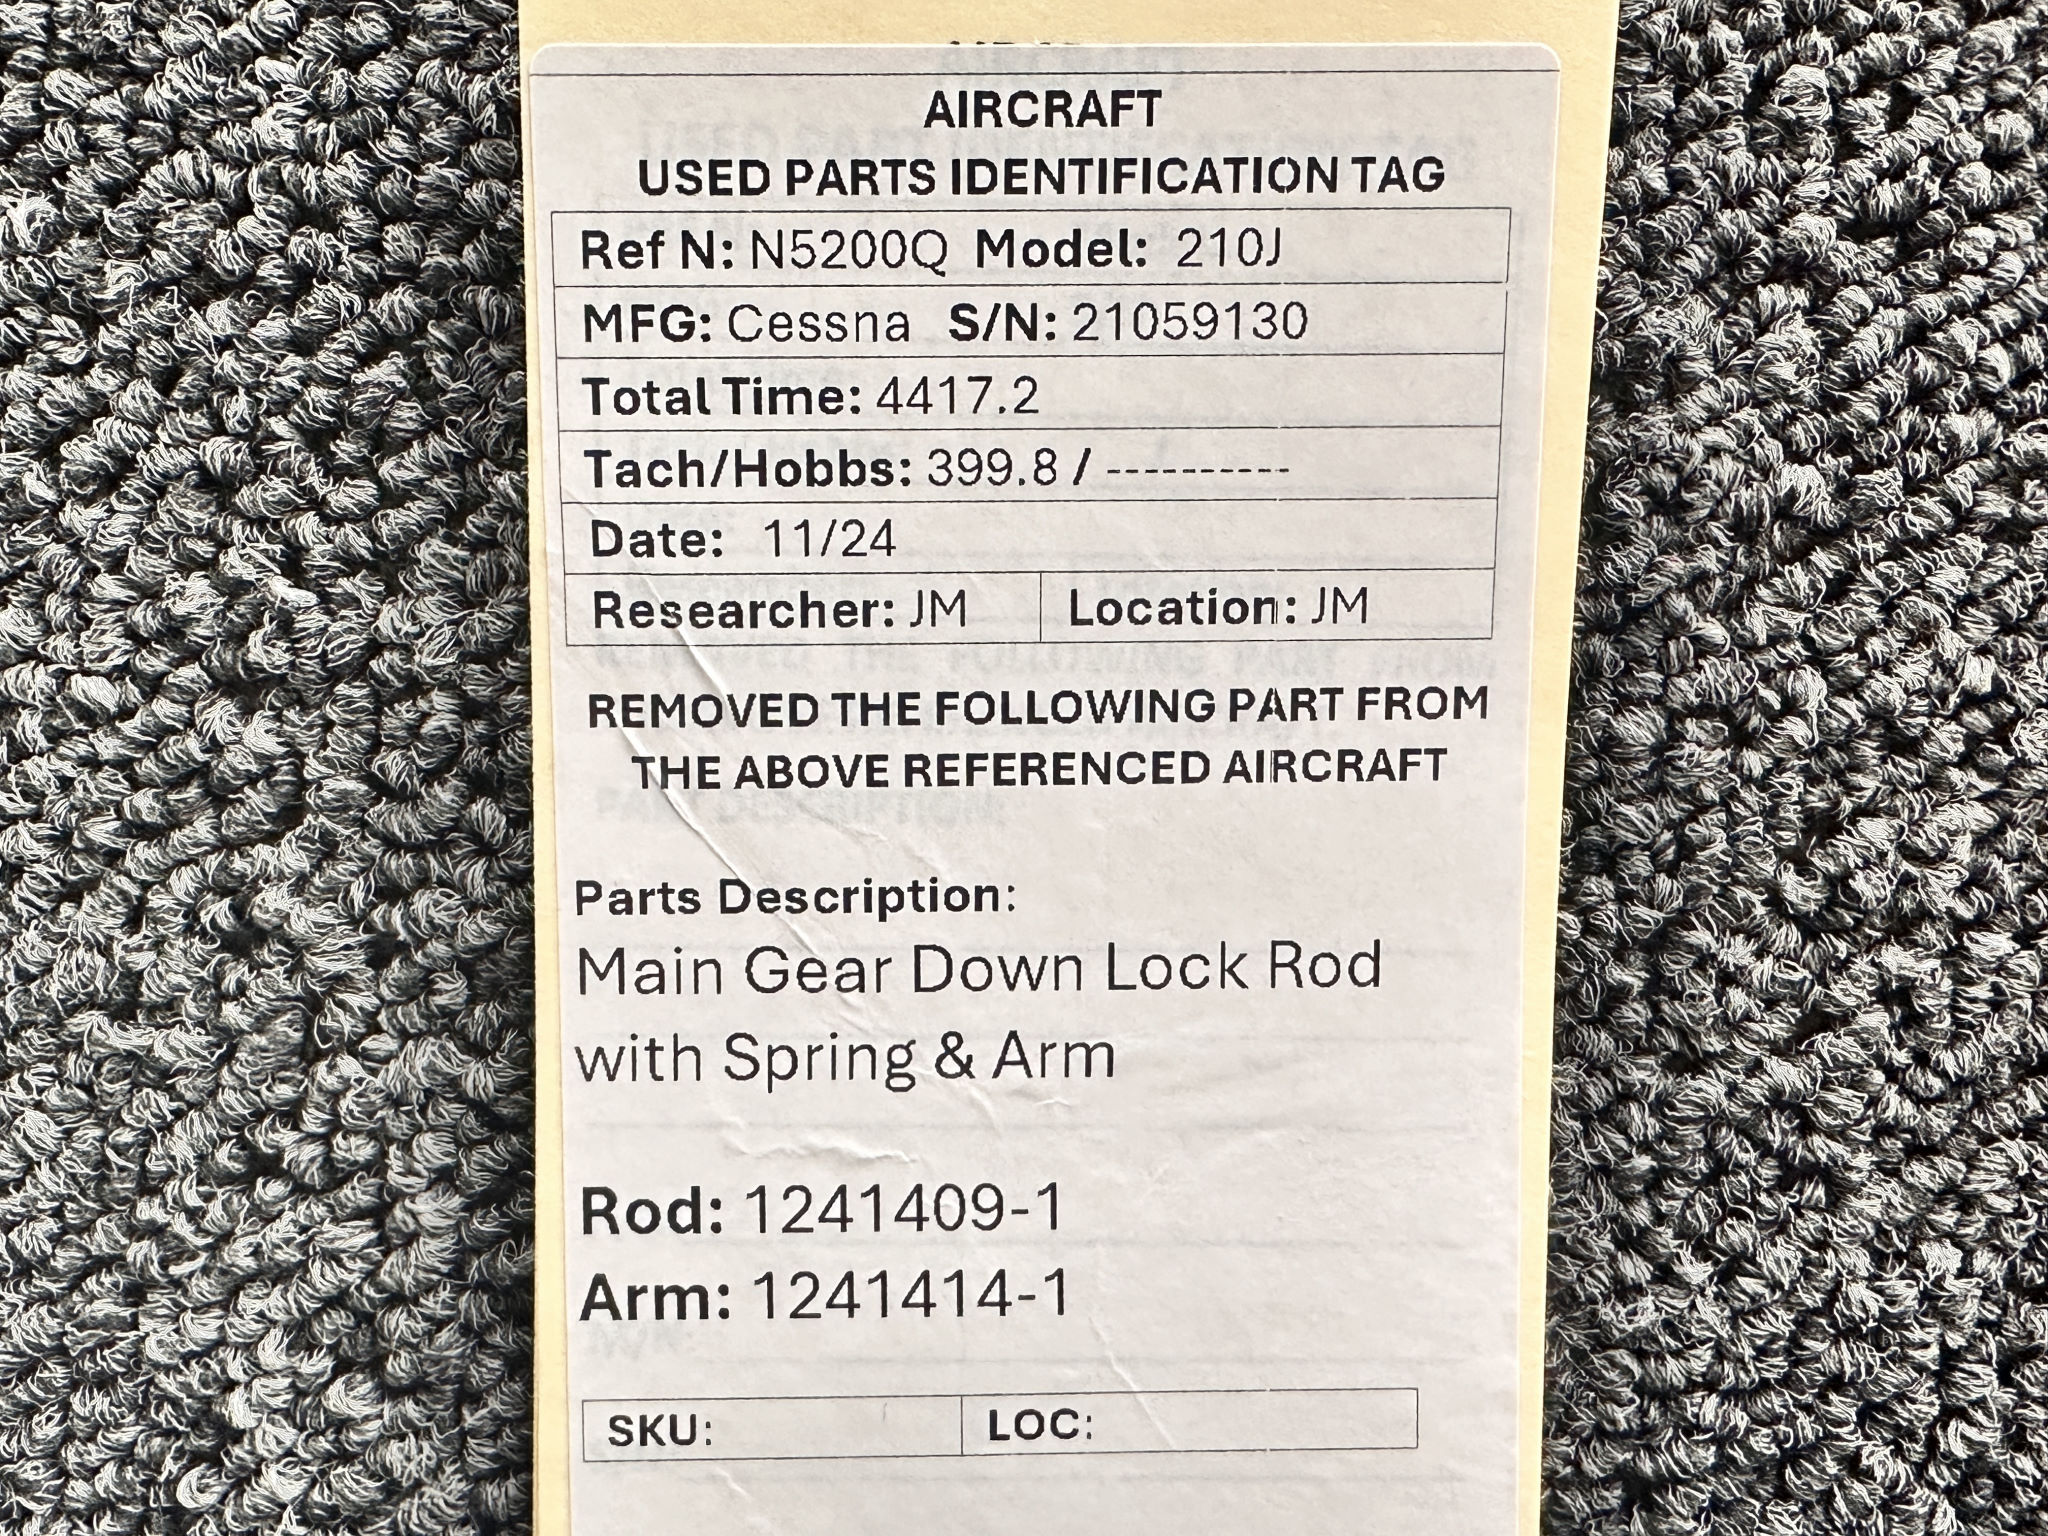 AIRCRAFT
USED PARTS IDENTIFICATION TAG
Ref N: N5200Q Model: 210J
MFG: Cessna S/N: 21059130
Total Time: 4417.2
Tach/Hobbs: 399.8 / ----------
Date: 11/24
Researcher: JM Location: JM
REMOVED THE FOLLOWING PART FROM
THE ABOVE REFERENCED AIRCRAFT
Parts Description:
Main Gear Down Lock Rod
with Spring & Arm
Rod: 1241409-1
Arm: 1241414-1
SKU: LOC: